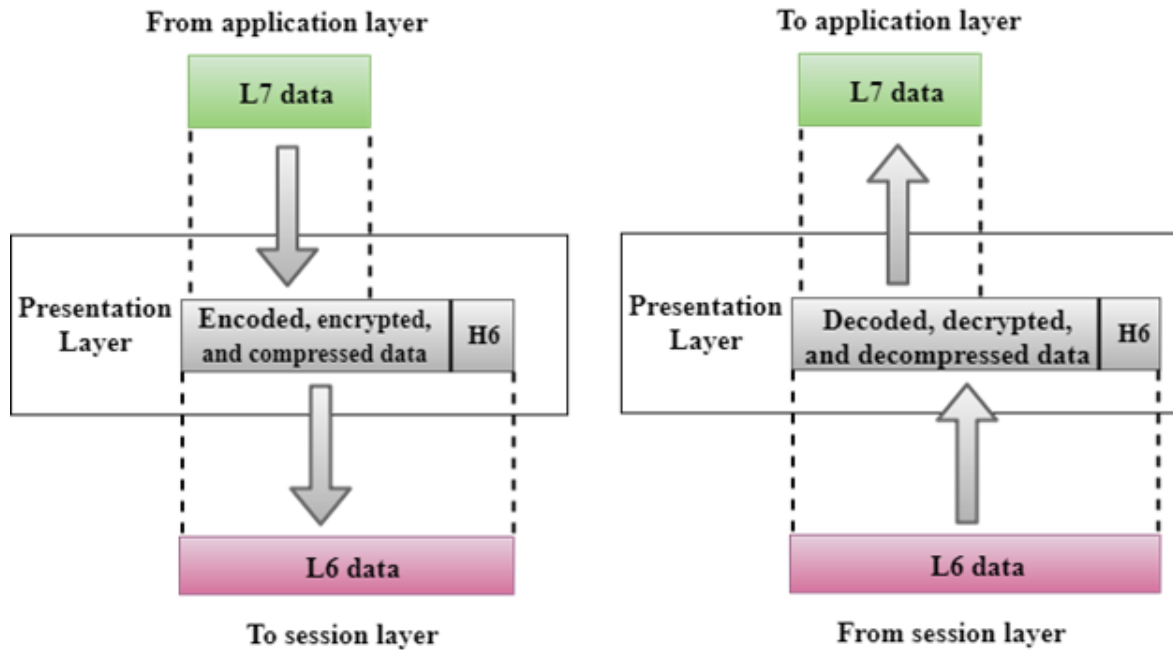 From application layer
L7 data
Presentation
Layer
Encoded, encrypted,
and compressed data
H6
L6 data
To session layer
To application layer
L7 data
Presentation
Layer
Decoded, decrypted,
and decompressed data
H6
L6 data
From session layer